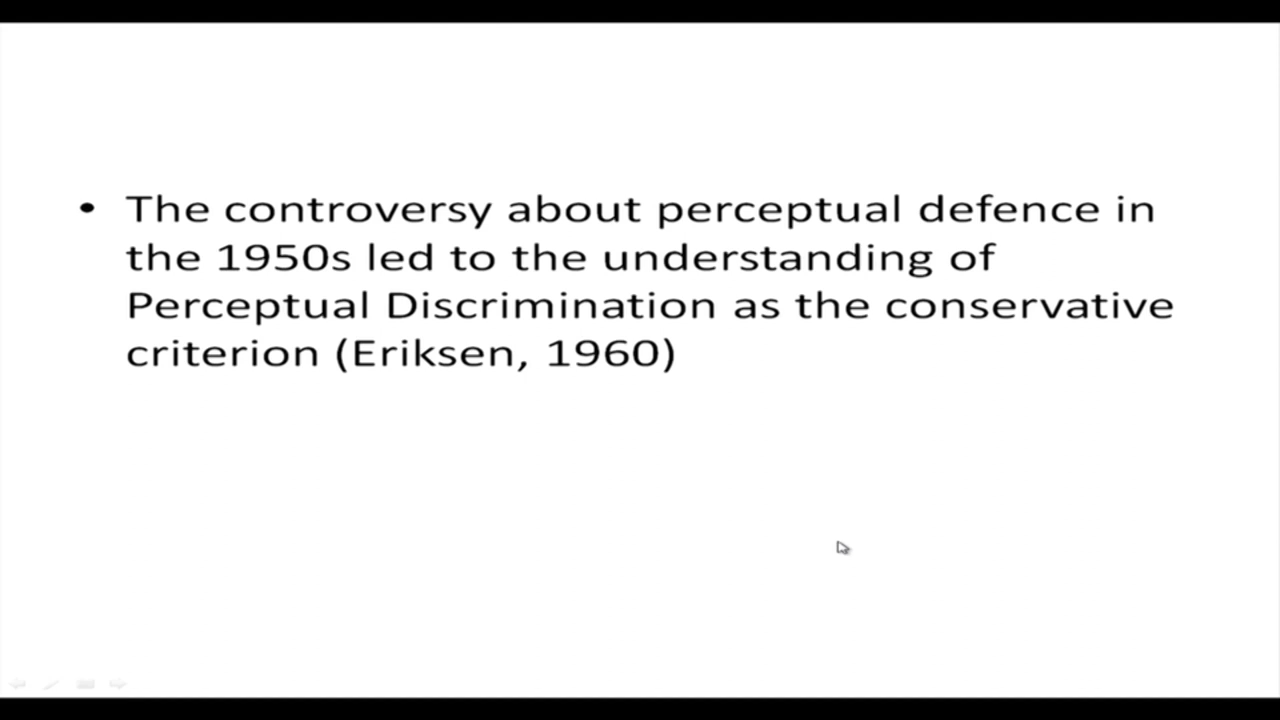 • The controversy about perceptual defence in
the 1950s led to the understanding of
Perceptual Discrimination as the conservative
criterion (Eriksen, 1960)